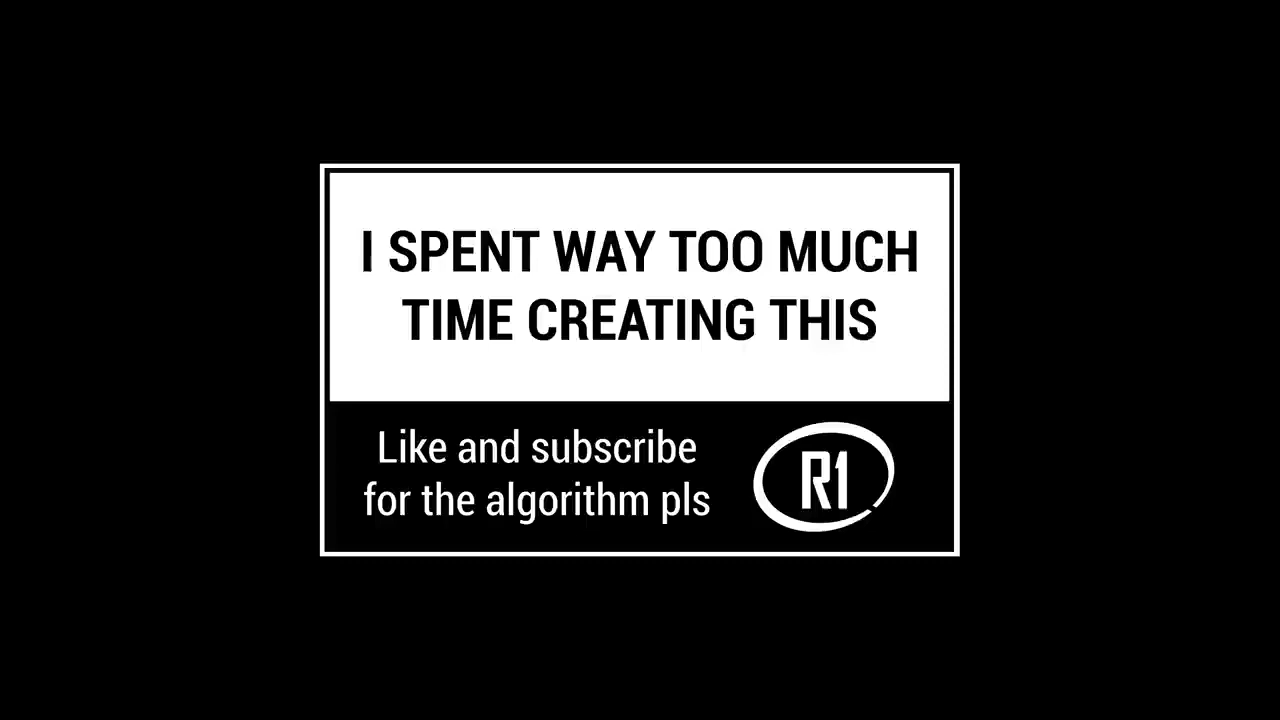 I SPENT WAY TOO MUCH
TIME CREATING THIS
Like and subscribe
for the algorithm pls
R1